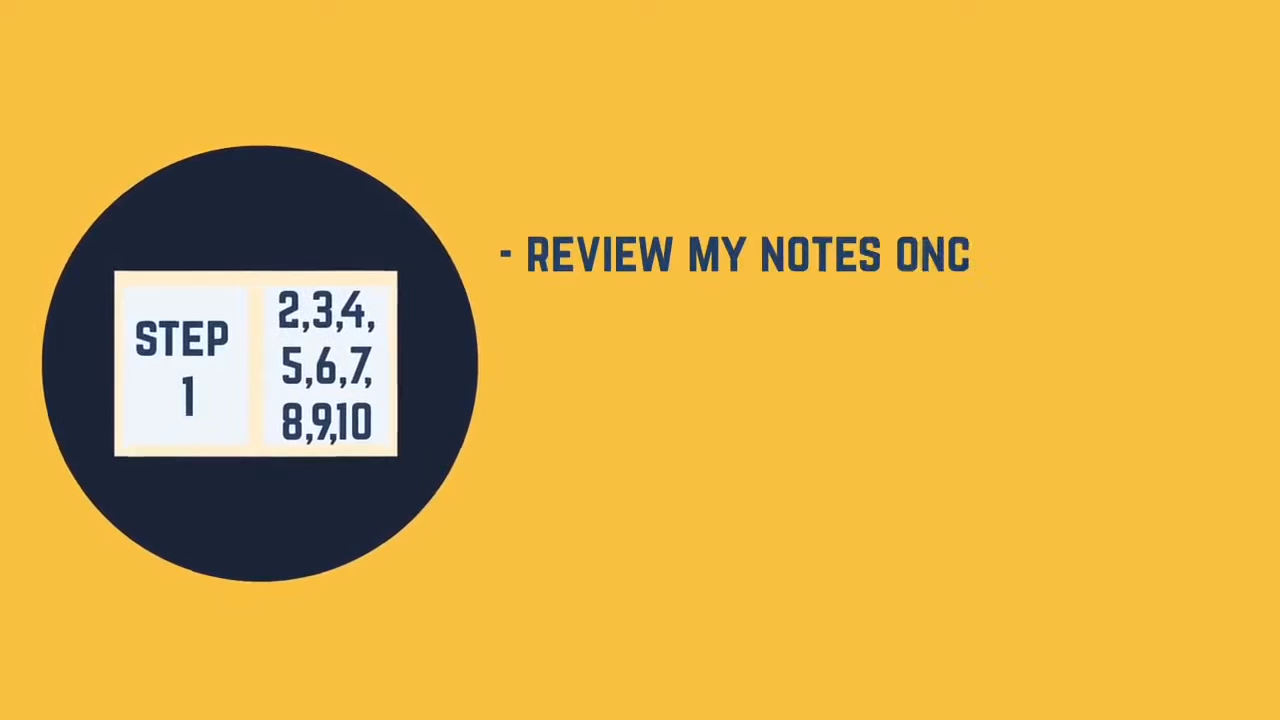 STEP
1
2,3,4,
5,6,7,
8,9,10
- REVIEW MY NOTES ONC